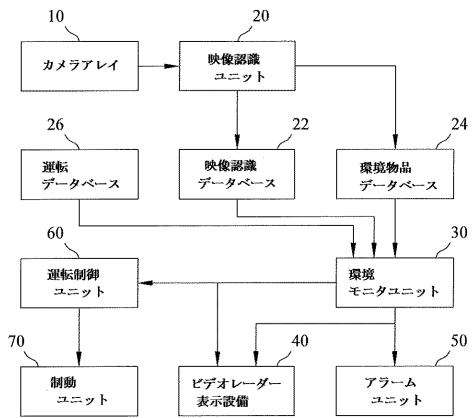 10
カメラアレイ
20
映像認識
ユニット
26
運転
データベース
22
映像認識
データベース
24
環境物品
データベース
60
運転制御
ユニット
30
環境
モニタユニット
70
制動
ユニット
40
ビデオレーダー
表示設備
50
アラーム
ユニット